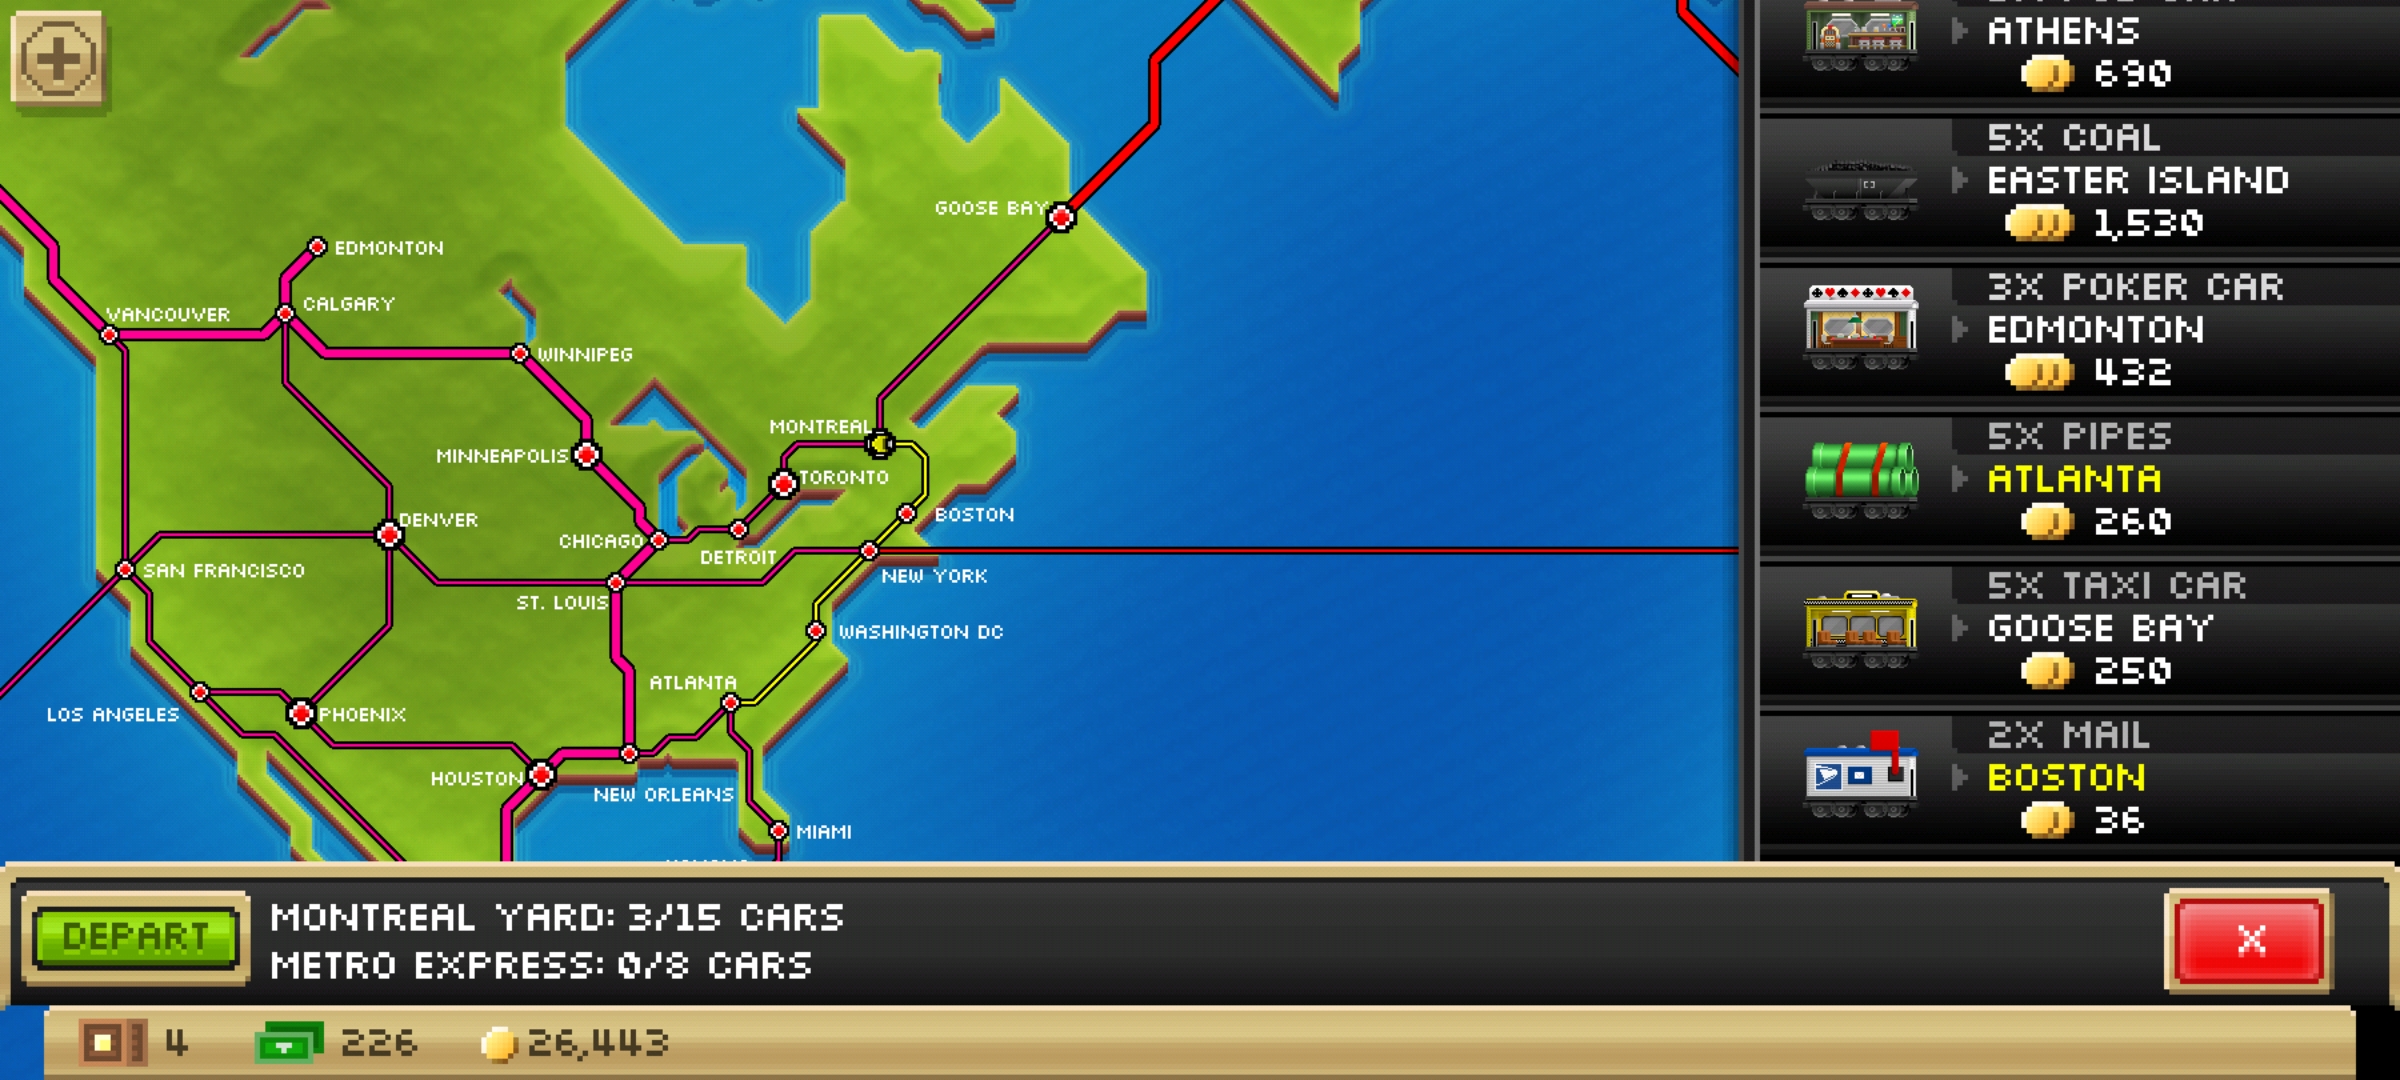 ATHENS
690
5X COAL
EASTER ISLAND
1,530
3X POKER CAR
EDMONTON
432
5X PIPES
ATLANTA
260
5X TAXI CAR
GOOSE BAY
250
2X MAIL
BOSTON
36
GOOSE BAY
EDMONTON
CALGARY
VANCOUVER
WINNIPEG
MONTREAL
MINNEAPOLIS
TORONTO
BOSTON
DENVER
CHICAGO
DETROIT
SAN FRANCISCO
NEW YORK
ST. LOUIS
WASHINGTON DC
ATLANTA
LOS ANGELES
PHOENIX
HOUSTON
NEW ORLEANS
MIAMI
DEPART
MONTREAL YARD: 3/15 CARS
METRO EXPRESS: 0/8 CARS
X
4
226
26,443